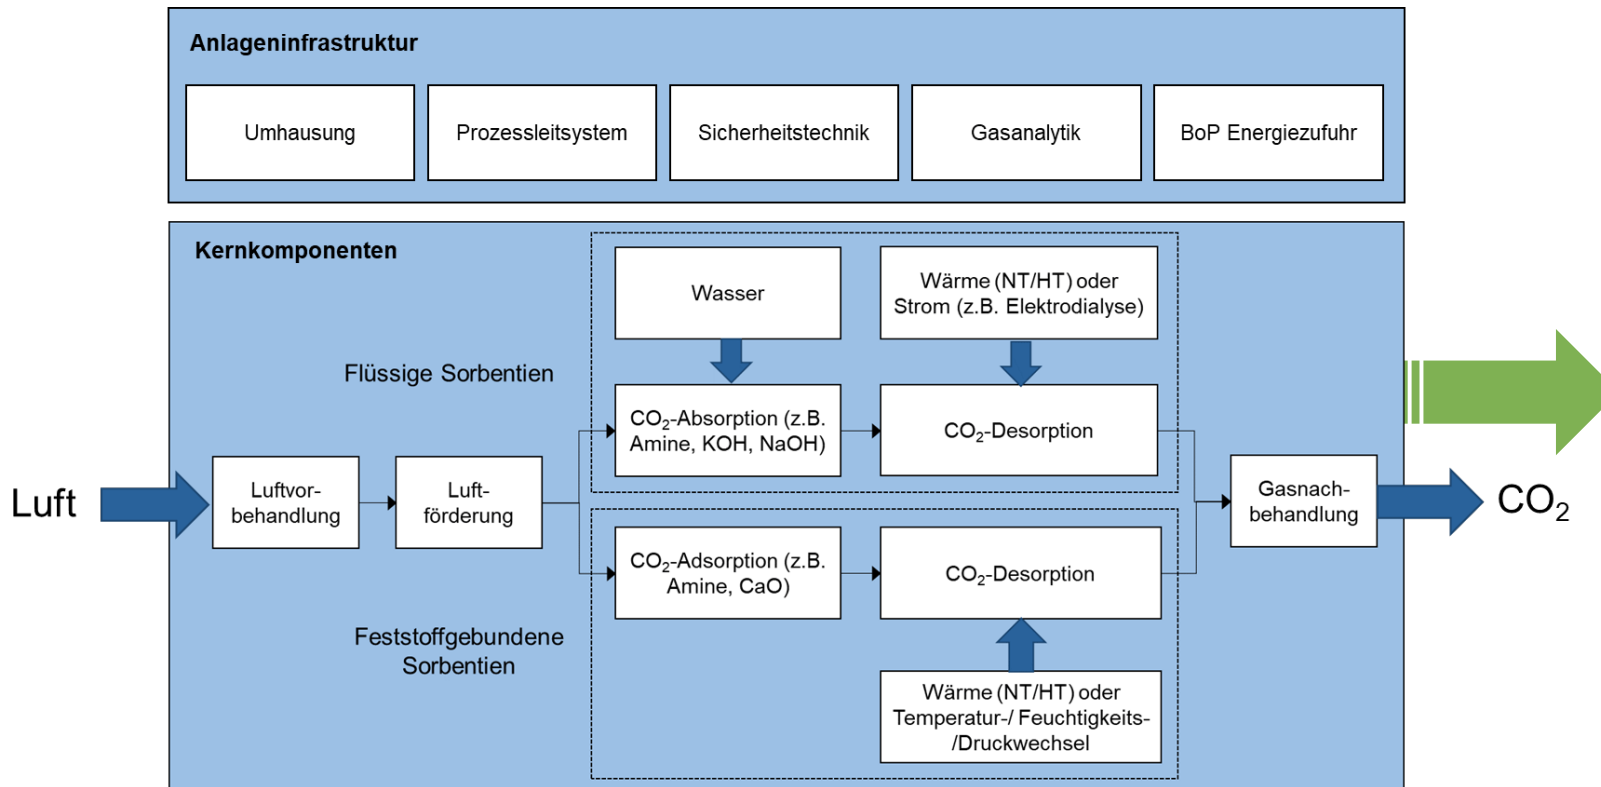 Anlageninfrastruktur
Umhausung
Prozessleitsystem
Sicherheitstechnik
Gasanalytik
BoP Energiezufuhr
Kernkomponenten
Wasser
Wärme (NT/HT) oder
Strom (z.B. Elektrodialyse)
Flüssige Sorbentien
CO₂-Absorption (z.B.
Amine, KOH, NaOH)
CO₂-Desorption
Luft
Luftvor-
behandlung
Luft-
förderung
Gasnach-
behandlung
CO₂
CO₂-Adsorption (z.B.
Amine, CaO)
CO₂-Desorption
Feststoffgebundene
Sorbentien
Wärme (NT/HT) oder
Temperatur-/ Feuchtigkeits-
/Druckwechsel